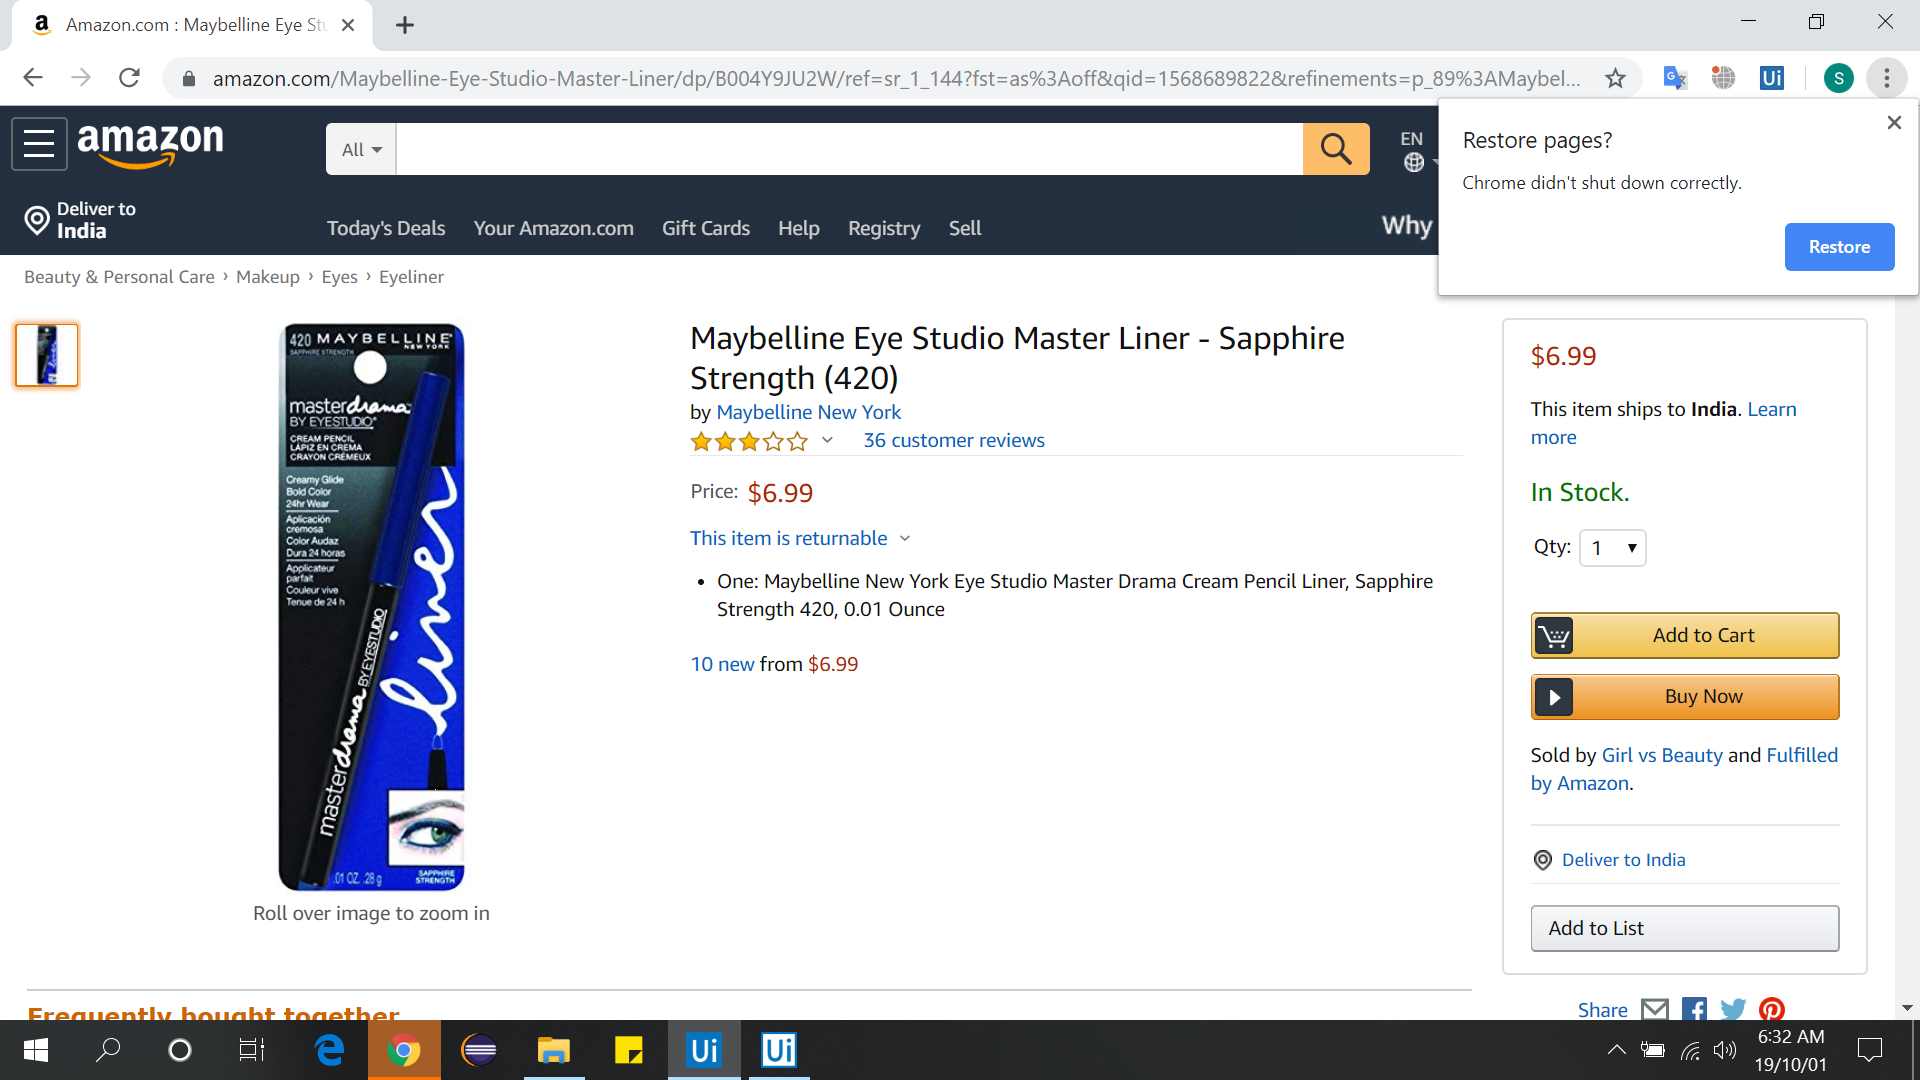 Amazon.com : Maybelline Eye Stu
amazon.com/Maybelline-Eye-Studio-Master-Liner/dp/B004Y9JU2W/ref=sr_1_144?fst=as%3Aoff&qid=1568689822&refinements=p_89%3AMaybel...
Ui
S
Restore pages?
Chrome didn't shut down correctly.
Restore
amazon
All
EN
Deliver to
India
Today's Deals
Your Amazon.com
Gift Cards
Help
Registry
Sell
Why
Beauty & Personal Care › Makeup › Eyes › Eyeliner
420 MAYBELLINE
NEW YORK
SAPPHIRE STRENGTH
masterdrama
BY EYESTUDIO
CREAM PENCIL
LÁPIZ EN CREMA
CRAYON CRÉMEUX
Creamy Glide
Bold Color
24hr Wear
Aplicación
cremosa
Color Audaz
Dura 24 horas
Applicateur
parfait
Couleur vive
Tenue de 24 h
liner
masterdrama BY EYESTUDIO
.01 OZ. .28 g
SAPPHIRE
STRENGTH
Roll over image to zoom in
Maybelline Eye Studio Master Liner - Sapphire
Strength (420)
by Maybelline New York
36 customer reviews
Price: $6.99
This item is returnable
• One: Maybelline New York Eye Studio Master Drama Cream Pencil Liner, Sapphire
Strength 420, 0.01 Ounce
10 new from $6.99
$6.99
This item ships to India. Learn
more
In Stock.
Qty: 1
Add to Cart
Buy Now
Sold by Girl vs Beauty and Fulfilled
by Amazon.
Deliver to India
Add to List
Share
Frequently bought together
Ui
Ui
6:32 AM
19/10/01